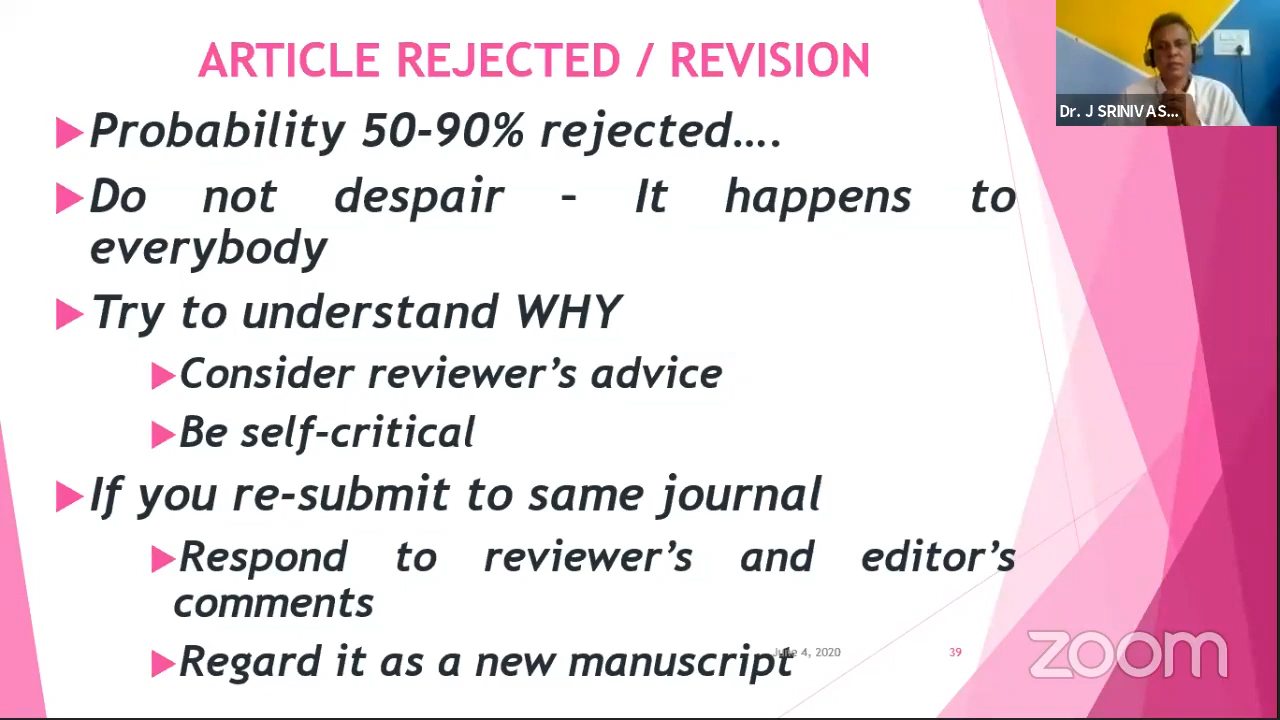 ARTICLE REJECTED / REVISION
Probability 50-90% rejected….
Do not despair – It happens to
everybody
Try to understand WHY
Consider reviewer’s advice
Be self-critical
If you re-submit to same journal
Respond to reviewer’s and editor’s
comments
Regard it as a new manuscript
June 4, 2020
39
Dr. J SRINIVAS...
zoom